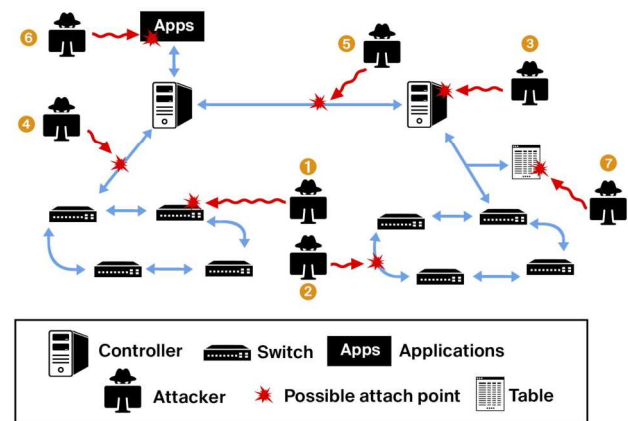 6
Apps
5
3
4
1
7
2
Controller
Switch
Apps
Applications
Attacker
Possible attach point
Table